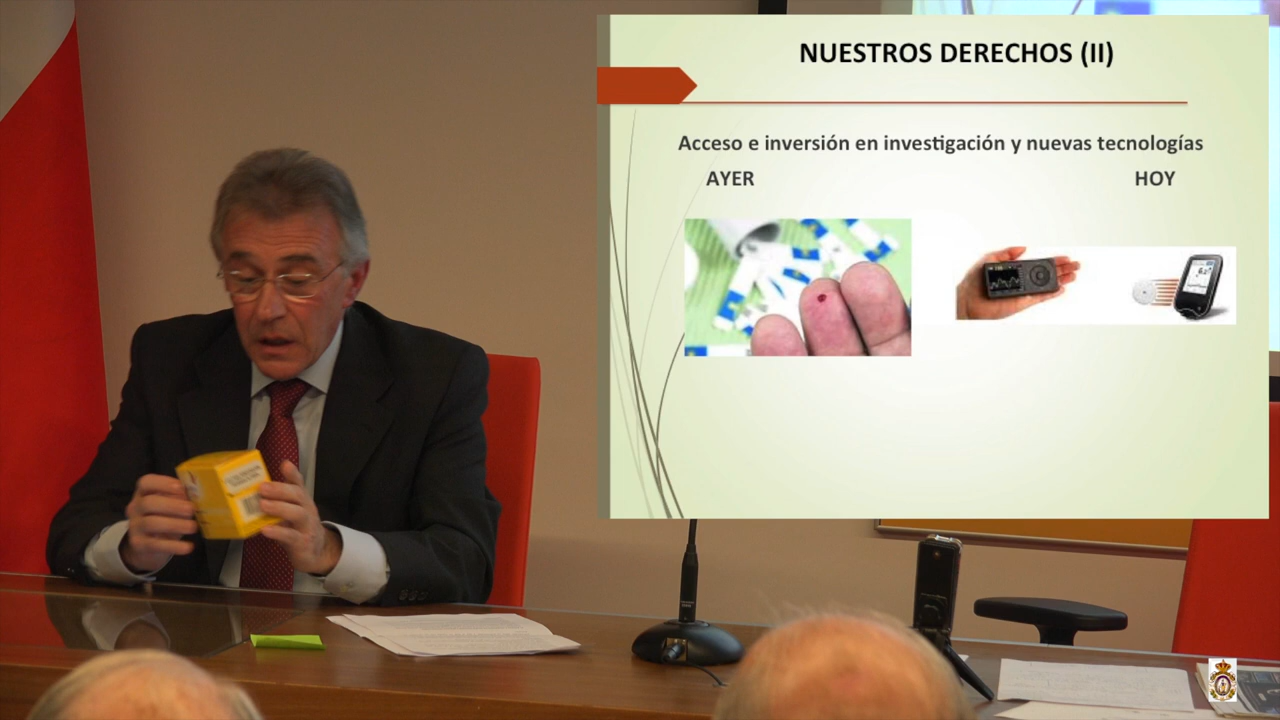 NUESTROS DERECHOS (II)
Acceso e inversión en investigación y nuevas tecnologías
AYER
HOY